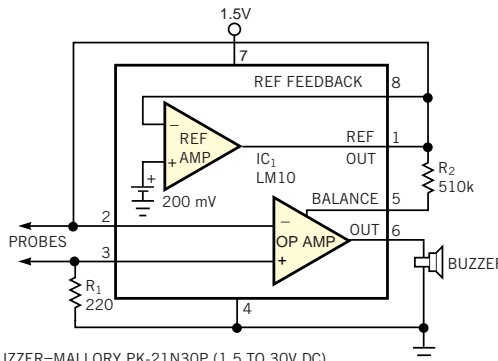 1.5V
7
REF FEEDBACK 8
−
REF
AMP
+
REF
OUT
1
IC1
LM10
R2
510k
+
200 mV
BALANCE 5
2
−
OUT 6
PROBES
OP AMP
3
+
BUZZER
R1
220
4
UZZER–MALLORY PK-21N30P (1.5 TO 30V DC)